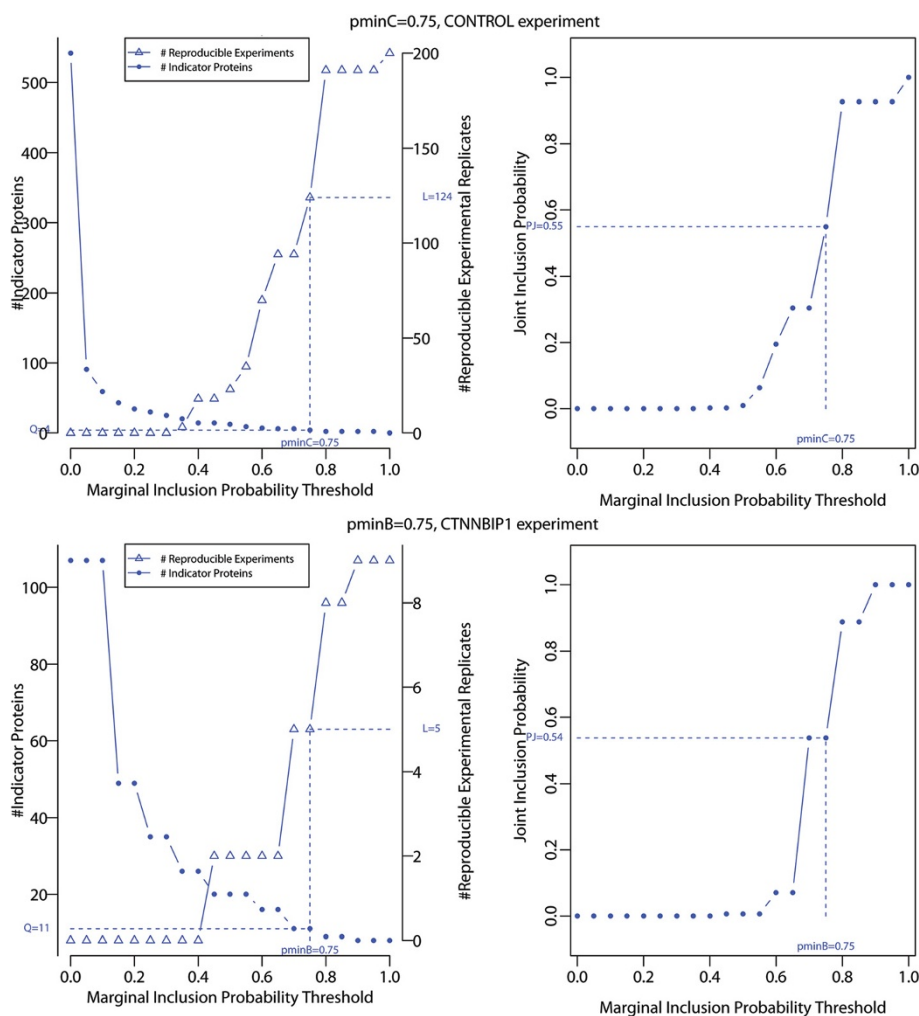 pminC=0.75, CONTROL experiment
# Reproducible Experiments
# Indicator Proteins
#Indicator Proteins
500
400
300
200
100
0
Q=4
200
150
100
50
0
#Reproducible Experimental Replicates
L=124
pminC=0.75
0.0 0.2 0.4 0.6 0.8 1.0
Marginal Inclusion Probability Threshold
Joint Inclusion Probability
1.0
0.8
0.6
0.4
0.2
0.0
PJ=0.55
pminC=0.75
0.0 0.2 0.4 0.6 0.8 1.0
Marginal Inclusion Probability Threshold
pminB=0.75, CTNNBIP1 experiment
# Reproducible Experiments
# Indicator Proteins
#Indicator Proteins
100
80
60
40
20
Q=11
8
6
4
2
0
#Reproducible Experimental Replicates
L=5
pminB=0.75
0.0 0.2 0.4 0.6 0.8 1.0
Marginal Inclusion Probability Threshold
Joint Inclusion Probability
1.0
0.8
0.6
0.4
0.2
0.0
PJ=0.54
pminB=0.75
0.0 0.2 0.4 0.6 0.8 1.0
Marginal Inclusion Probability Threshold